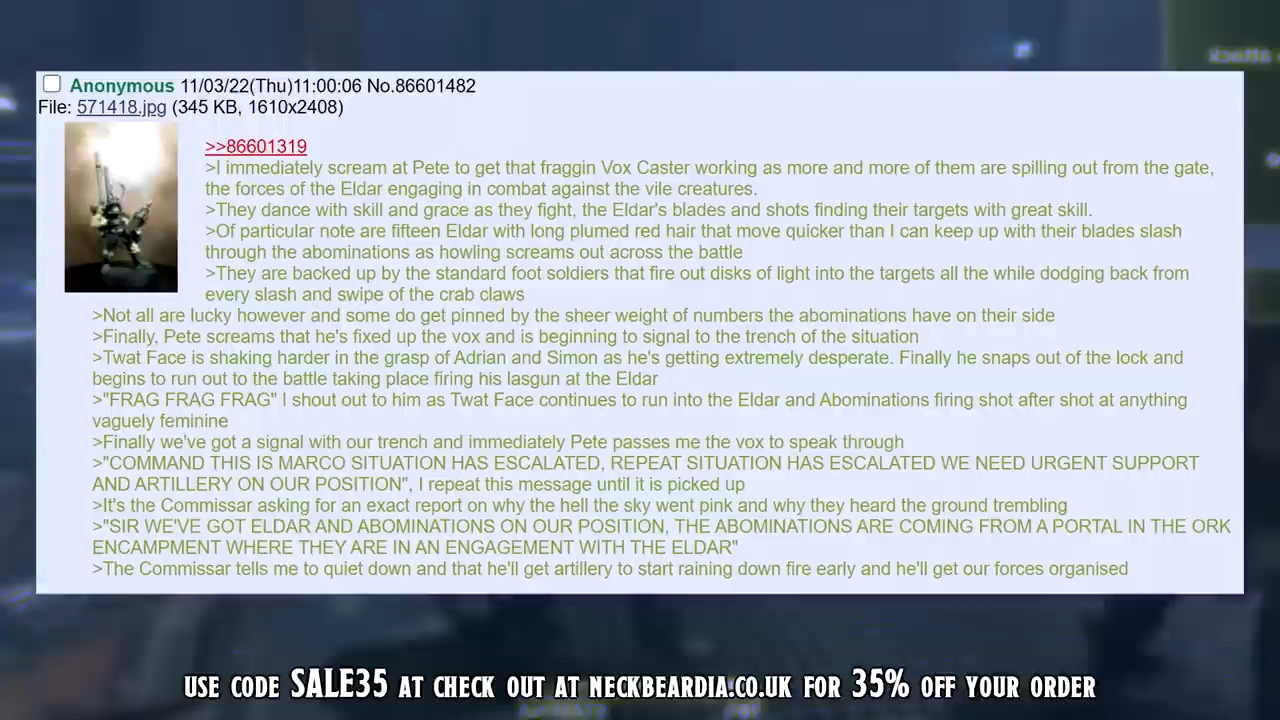 Anonymous 11/03/22(Thu)11:00:06 No.86601482
File: 571418.jpg (345 KB, 1610x2408)
>>86601319
>I immediately scream at Pete to get that fraggin Vox Caster working as more and more of them are spilling out from the gate,
the forces of the Eldar engaging in combat against the vile creatures.
>They dance with skill and grace as they fight, the Eldar's blades and shots finding their targets with great skill.
>Of particular note are fifteen Eldar with long plumed red hair that move quicker than I can keep up with their blades slash
through the abominations as howling screams out across the battle
>They are backed up by the standard foot soldiers that fire out disks of light into the targets all the while dodging back from
every slash and swipe of the crab claws
>Not all are lucky however and some do get pinned by the sheer weight of numbers the abominations have on their side
>Finally, Pete screams that he's fixed up the vox and is beginning to signal to the trench of the situation
>Twat Face is shaking harder in the grasp of Adrian and Simon as he's getting extremely desperate. Finally he snaps out of the lock and
begins to run out to the battle taking place firing his lasgun at the Eldar
>"FRAG FRAG FRAG" I shout out to him as Twat Face continues to run into the Eldar and Abominations firing shot after shot at anything
vaguely feminine
>Finally we've got a signal with our trench and immediately Pete passes me the vox to speak through
>"COMMAND THIS IS MARCO SITUATION HAS ESCALATED, REPEAT SITUATION HAS ESCALATED WE NEED URGENT SUPPORT
AND ARTILLERY ON OUR POSITION", I repeat this message until it is picked up
>It's the Commissar asking for an exact report on why the hell the sky went pink and why they heard the ground trembling
>"SIR WE'VE GOT ELDAR AND ABOMINATIONS ON OUR POSITION, THE ABOMINATIONS ARE COMING FROM A PORTAL IN THE ORK
ENCAMPMENT WHERE THEY ARE IN AN ENGAGEMENT WITH THE ELDAR"
>The Commissar tells me to quiet down and that he'll get artillery to start raining down fire early and he'll get our forces organised
USE CODE SALE35 AT CHECK OUT AT NECKBEARDIA.CO.UK FOR 35% OFF YOUR ORDER